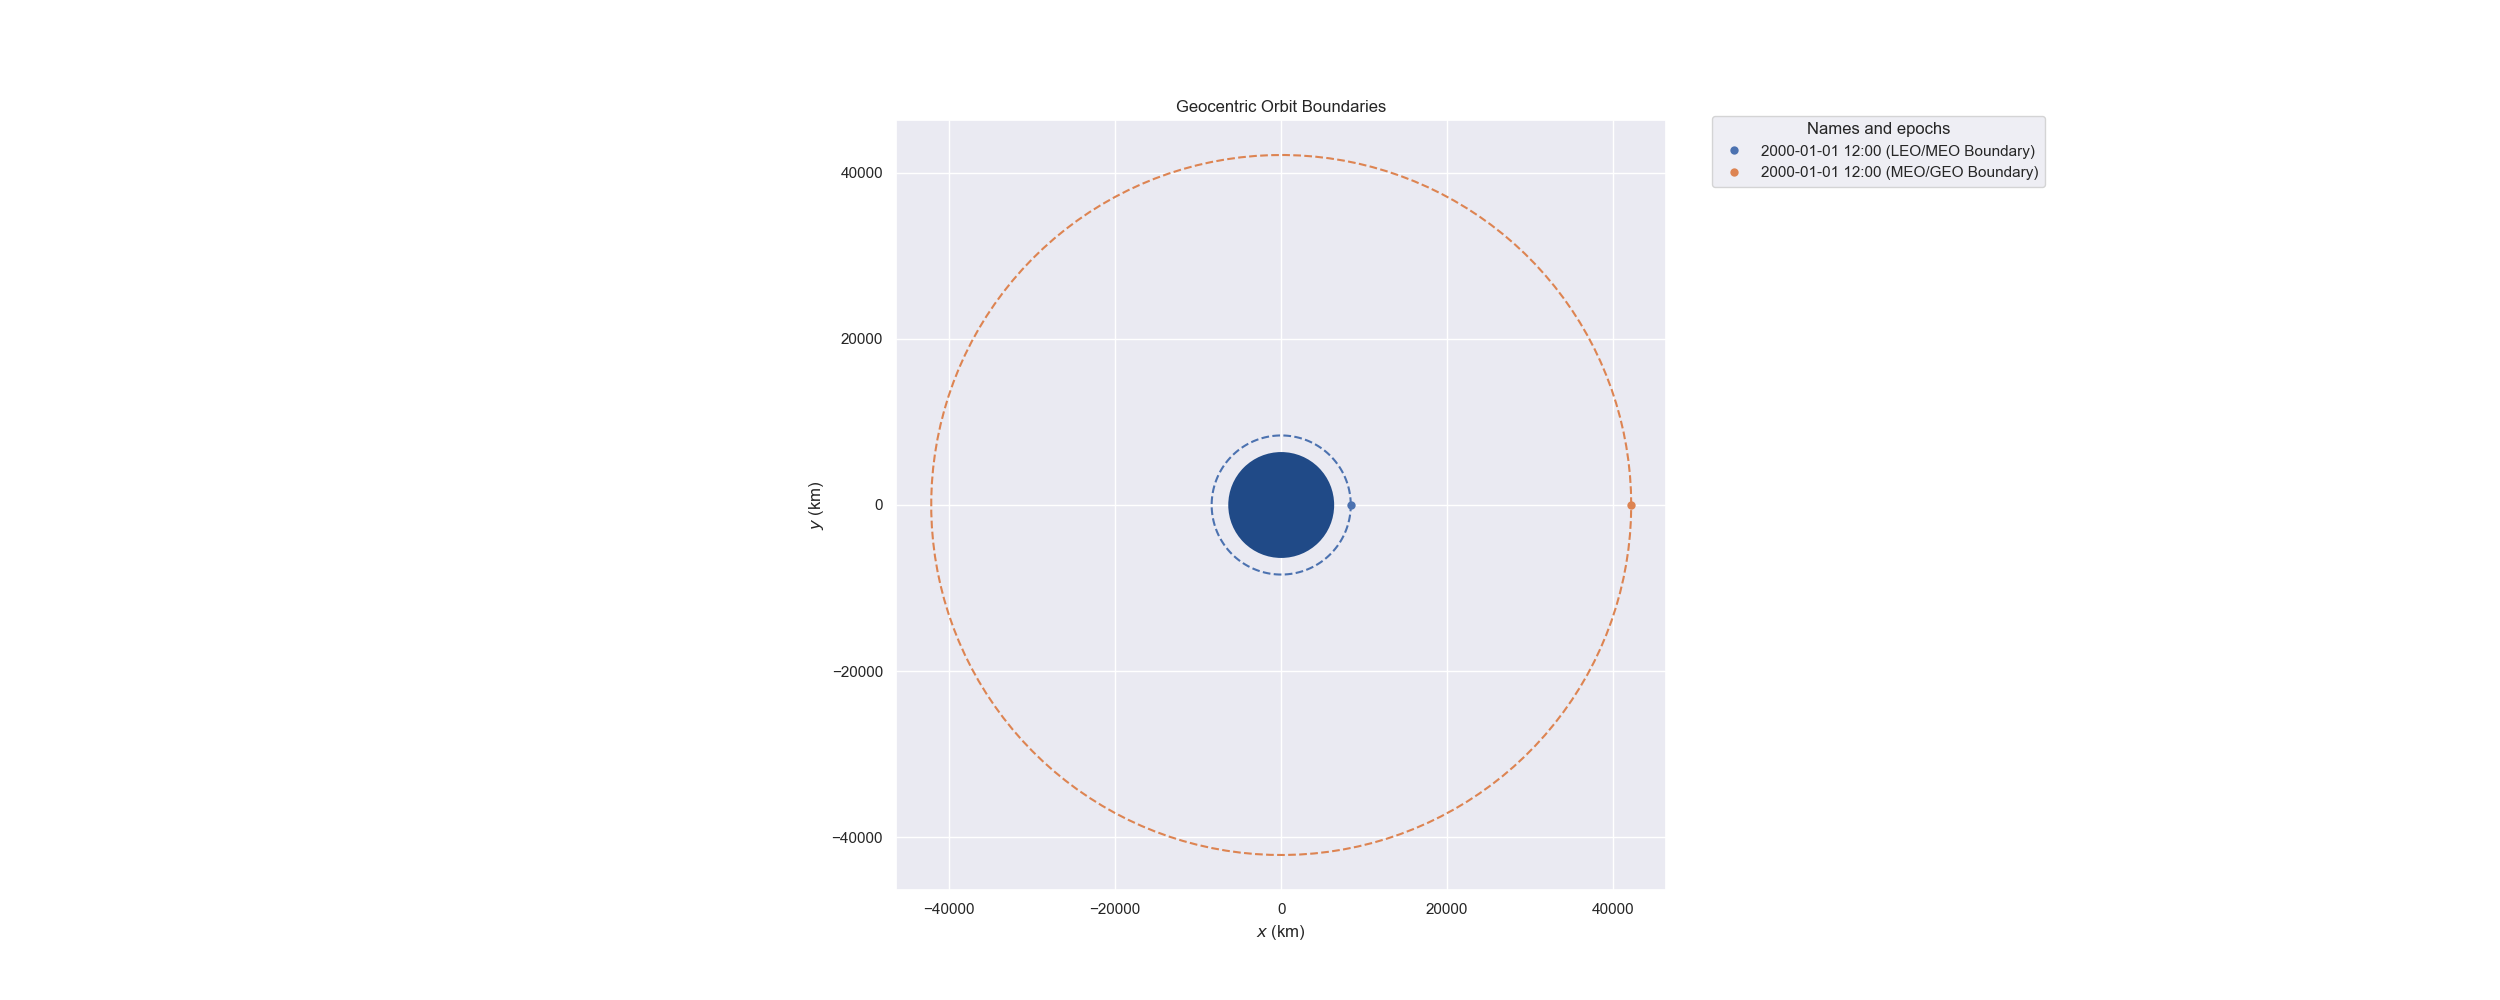 Geocentric Orbit Boundaries
Names and epochs
2000-01-01 12:00 (LEO/MEO Boundary)
2000-01-01 12:00 (MEO/GEO Boundary)
40000
20000
0
−20000
−40000
y (km)
−40000 −20000 0 20000 40000
x (km)